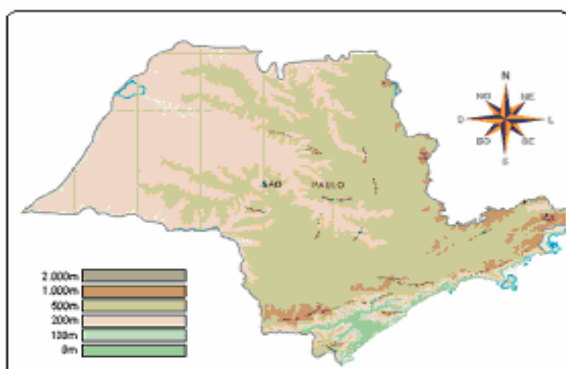 N
NO NE
O L
SO SE
S
SÃO PAULO
2.000m
1.000m
500m
200m
100m
0m